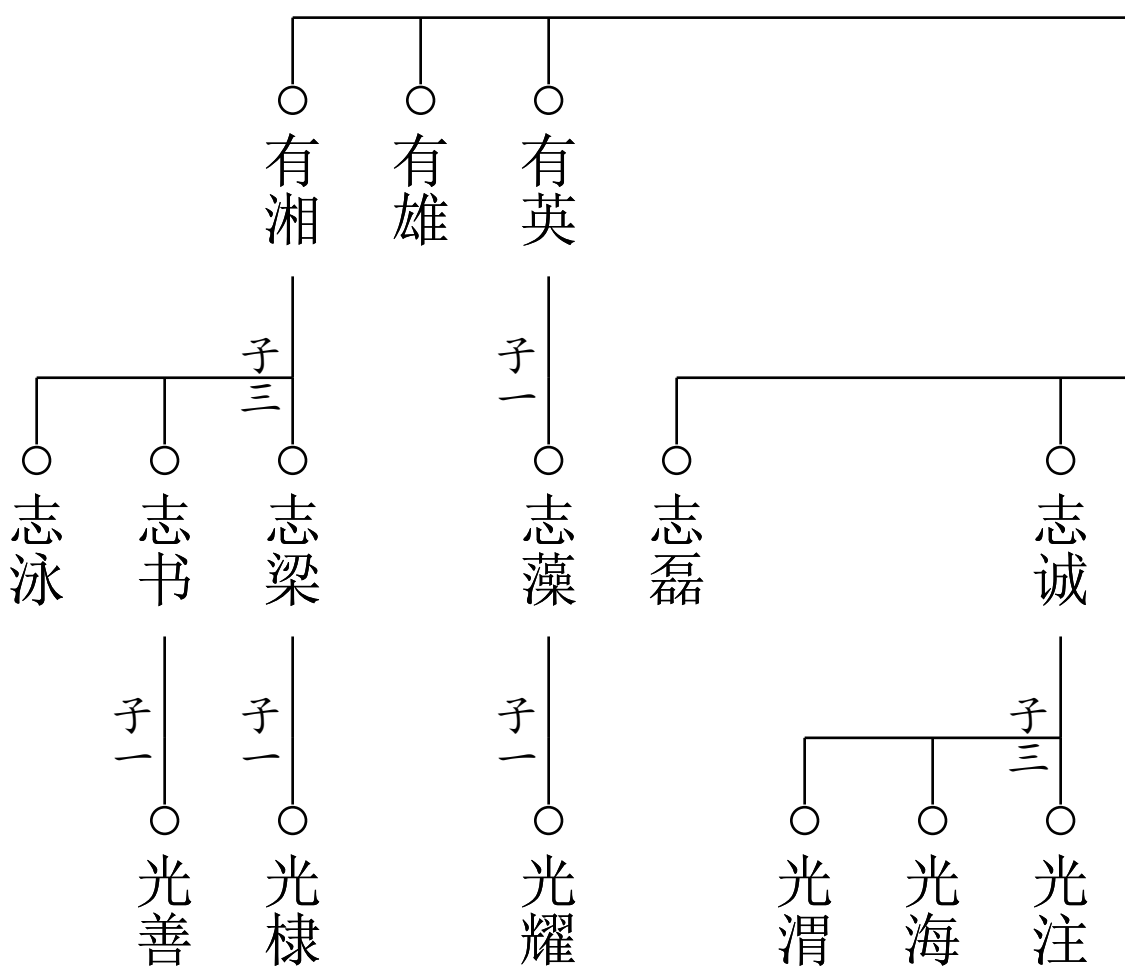 有英
有雄
有湘
子一
子三
志诚
志磊
志藻
志梁
志书
志泳
子三
子一
子一
子一
光注
光海
光渭
光耀
光棣
光善